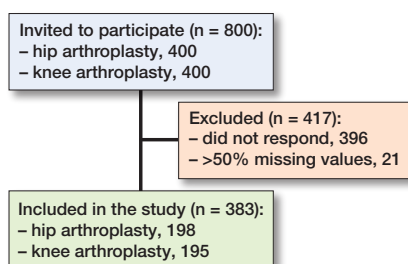 Invited to participate (n = 800):
– hip arthroplasty, 400
– knee arthroplasty, 400
Excluded (n = 417):
– did not respond, 396
– >50% missing values, 21
Included in the study (n = 383):
– hip arthroplasty, 198
– knee arthroplasty, 195